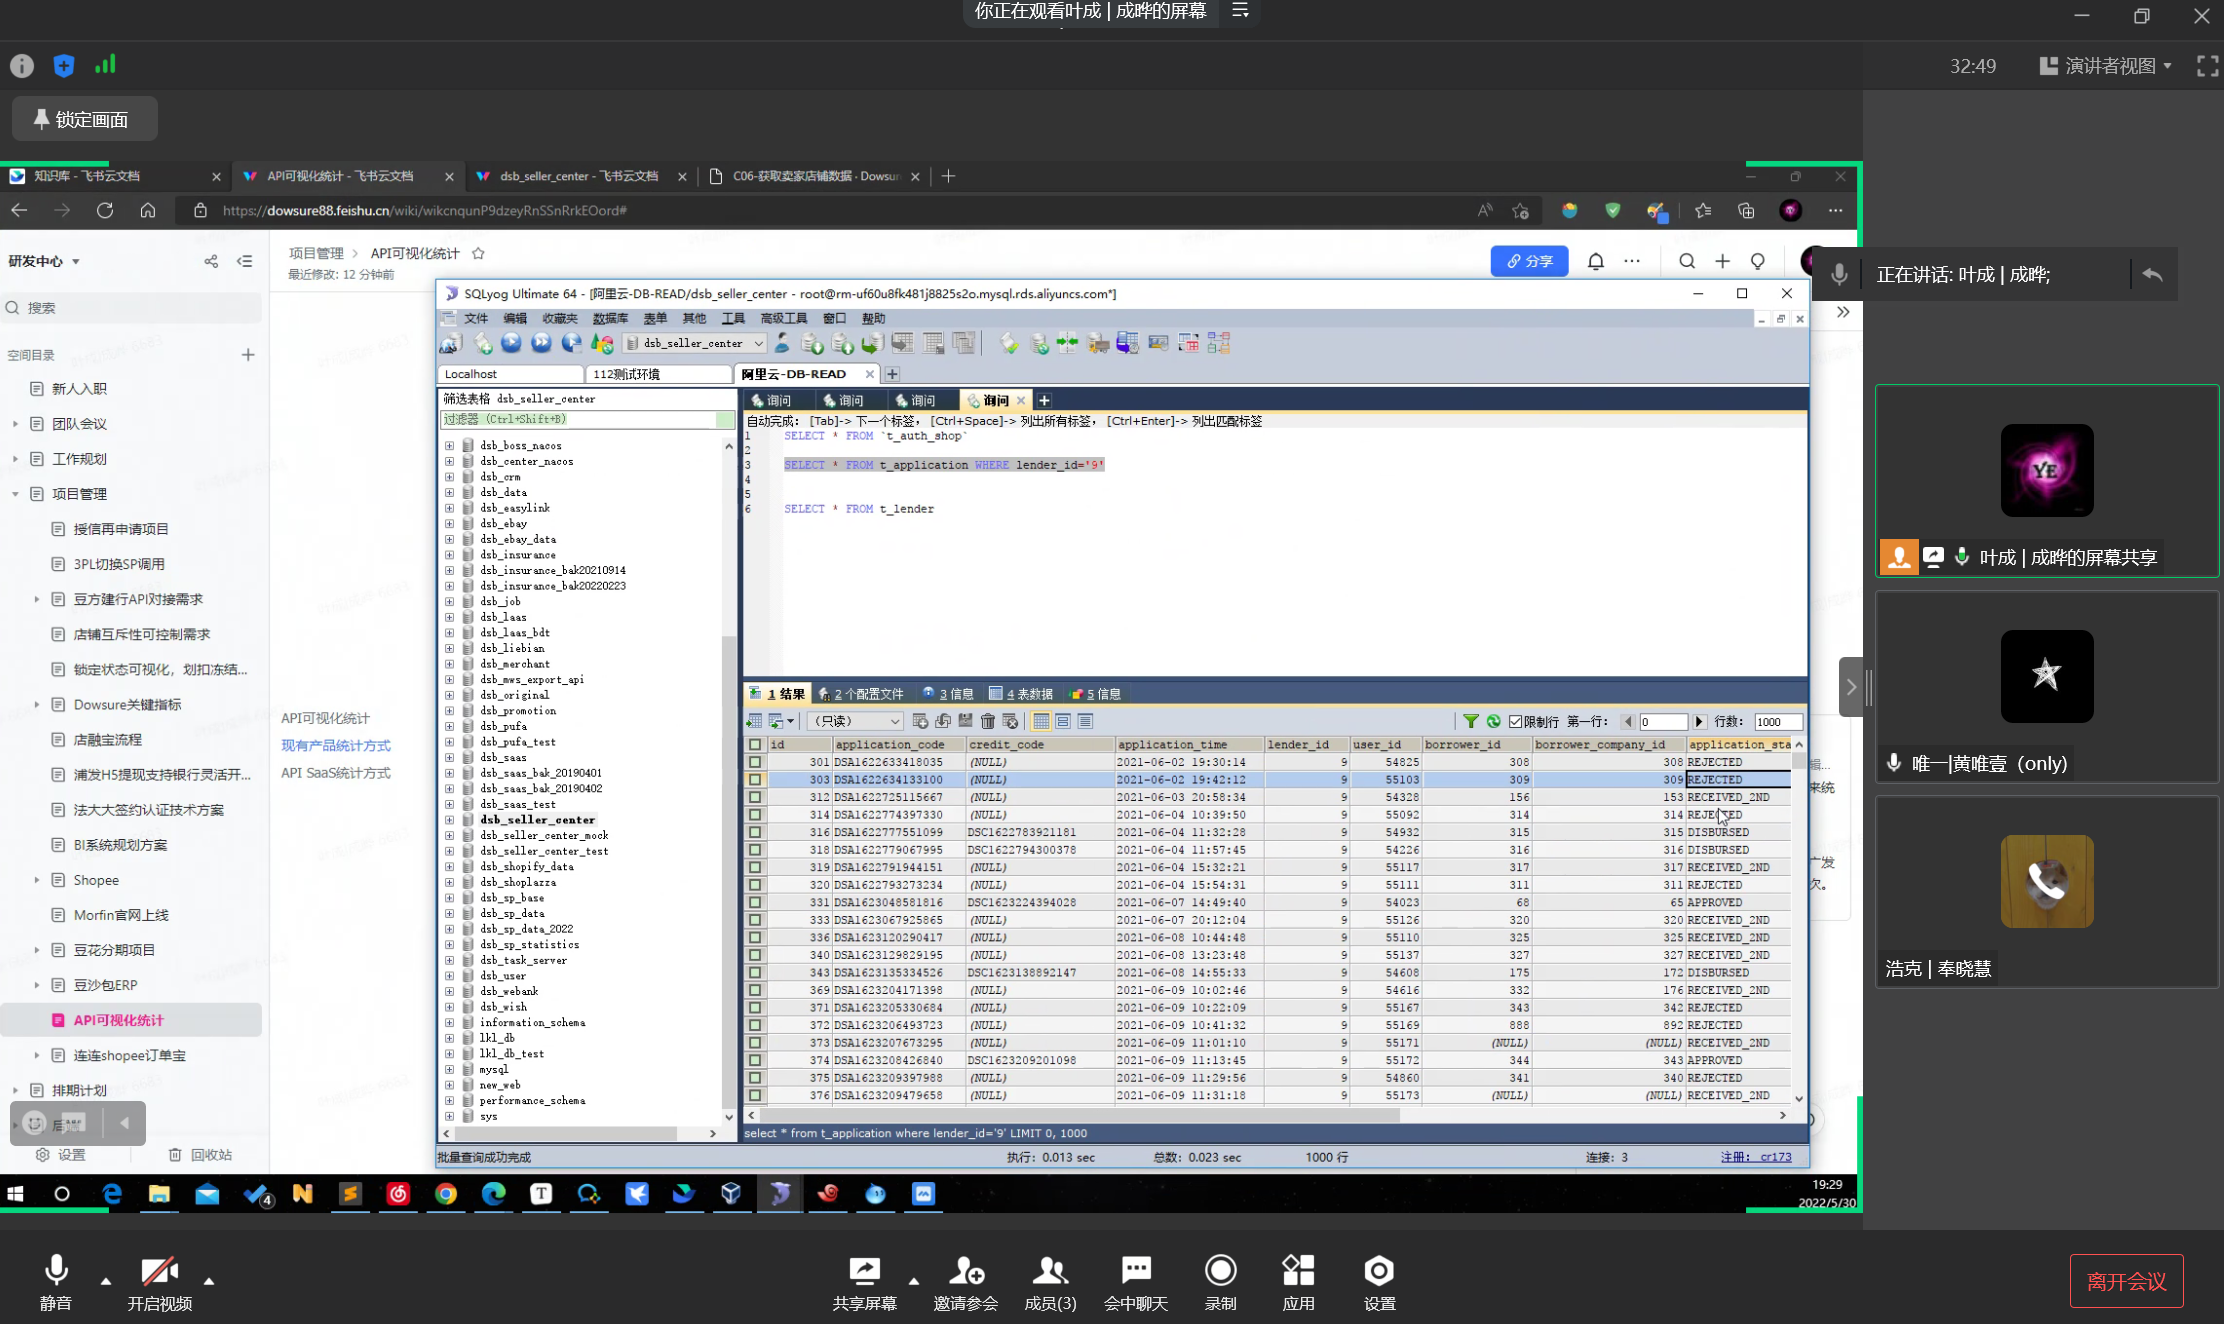 你正在观看叶成 | 成晔的屏幕
32:49
演讲者视图
锁定画面
知识库 - 飞书云文档
API可视化统计 - 飞书云文档
dsb_seller_center - 飞书云文档
C06-获取卖家店铺数据 - Dowsur
https://dowsure88.feishu.cn/wiki/wikcnqunP9dzeyRnSSnRrkEOord#
研发中心
搜索
空间目录
新人入职
团队会议
工作规划
项目管理
授信再申请项目
3PL切换SP调用
豆方建行API对接需求
店铺互斥性可控制需求
锁定状态可视化，划扣冻结...
Dowsure关键指标
店融宝流程
浦发H5提现支持银行灵活开...
法大大签约认证技术方案
BI系统规划方案
Shopee
Morfin官网上线
豆花分期项目
豆沙包ERP
API可视化统计
连连shopee订单宝
排期计划
设置
回收站
项目管理
API可视化统计
最近修改: 12 分钟前
分享
API可视化统计
现有产品统计方式
API SaaS统计方式
SQLyog Ultimate 64 - [阿里云-DB-READ/dsb_seller_center - root@rm-uf60u8fk481j8825s2o.mysql.rds.aliyuncs.com*]
文件 编辑 收藏夹 数据库 表单 其他 工具 高级工具 窗口 帮助
dsb_seller_center
Localhost
112测试环境
阿里云-DB-READ
筛选表格 dsb_seller_center
过滤器 (Ctrl+Shift+B)
dsb_boss_nacos
dsb_center_nacos
dsb_crm
dsb_data
dsb_easylink
dsb_ebay
dsb_ebay_data
dsb_insurance
dsb_insurance_bak20210914
dsb_insurance_bak20220223
dsb_job
dsb_laas
dsb_laas_bdt
dsb_liebian
dsb_merchant
dsb_mws_export_api
dsb_original
dsb_promotion
dsb_pufa
dsb_pufa_test
dsb_saas
dsb_saas_bak_20190401
dsb_saas_bak_20190402
dsb_saas_test
dsb_seller_center
dsb_seller_center_mock
dsb_seller_center_test
dsb_shopify_data
dsb_shoplazza
dsb_sp_base
dsb_sp_data
dsb_sp_data_2022
dsb_sp_statistics
dsb_task_server
dsb_user
dsb_webank
dsb_wish
information_schema
lkl_db
lkl_db_test
mysql
new_web
performance_schema
sys
询问 询问 询问 询问
自动完成: [Tab]-> 下一个标签， [Ctrl+Space]-> 列出所有标签， [Ctrl+Enter]-> 列出匹配标签
1 SELECT * FROM `t_auth_shop`
2
3 SELECT * FROM t_application WHERE lender_id='9'
4
5
6 SELECT * FROM t_lender
1 结果 2 个配置文件 3 信息 4 表数据 5 信息
(只读)
限制行 第一行: 0 行数: 1000
id application_code credit_code application_time lender_id user_id borrower_id borrower_company_id application_sta
301 DSA1622633418035 (NULL) 2021-06-02 19:30:14 9 54825 308 308 REJECTED
303 DSA1622634133100 (NULL) 2021-06-02 19:42:12 9 55103 309 309 REJECTED
312 DSA1622725115667 (NULL) 2021-06-03 20:58:34 9 54328 156 153 RECEIVED_2ND
314 DSA1622774397330 (NULL) 2021-06-04 10:39:50 9 55092 314 314 REJECTED
316 DSA1622777551099 DSC1622783921181 2021-06-04 11:32:28 9 54932 315 315 DISBURSED
318 DSA1622779067995 DSC1622794300378 2021-06-04 11:57:45 9 54226 316 316 DISBURSED
319 DSA1622791944151 (NULL) 2021-06-04 15:32:21 9 55117 317 317 RECEIVED_2ND
320 DSA1622793273234 (NULL) 2021-06-04 15:54:31 9 55111 311 311 REJECTED
331 DSA1623048581816 DSC1623224394028 2021-06-07 14:49:40 9 54023 68 65 APPROVED
333 DSA1623067925865 (NULL) 2021-06-07 20:12:04 9 55126 320 320 RECEIVED_2ND
336 DSA1623120290417 (NULL) 2021-06-08 10:44:48 9 55110 325 325 RECEIVED_2ND
340 DSA1623129829195 (NULL) 2021-06-08 13:23:48 9 55137 327 327 RECEIVED_2ND
343 DSA1623135334526 DSC1623138892147 2021-06-08 14:55:33 9 54608 175 172 DISBURSED
369 DSA1623204171398 (NULL) 2021-06-09 10:02:46 9 54616 332 176 RECEIVED_2ND
371 DSA1623205330684 (NULL) 2021-06-09 10:22:09 9 55167 343 342 REJECTED
372 DSA1623206493723 (NULL) 2021-06-09 10:41:32 9 55169 888 892 REJECTED
373 DSA1623207673295 (NULL) 2021-06-09 11:01:10 9 55171 (NULL) (NULL) RECEIVED_2ND
374 DSA1623208426840 DSC1623209201098 2021-06-09 11:13:45 9 55172 344 343 APPROVED
375 DSA1623209397988 (NULL) 2021-06-09 11:29:56 9 54860 341 340 REJECTED
376 DSA1623209479658 (NULL) 2021-06-09 11:31:18 9 55173 (NULL) (NULL) RECEIVED_2ND
select * from t_application where lender_id='9' LIMIT 0, 1000
批量查询成功完成
执行: 0.013 sec 总数: 0.023 sec 1000 行 连接: 3 注册: cr173
来统
广发
欠。
19:29
2022/5/30
正在讲话: 叶成 | 成晔;
YE
叶成 | 成晔的屏幕共享
唯一|黄唯壹（only)
浩克 | 奉晓慧
静音
开启视频
共享屏幕
邀请参会
成员(3)
会中聊天
录制
应用
设置
离开会议